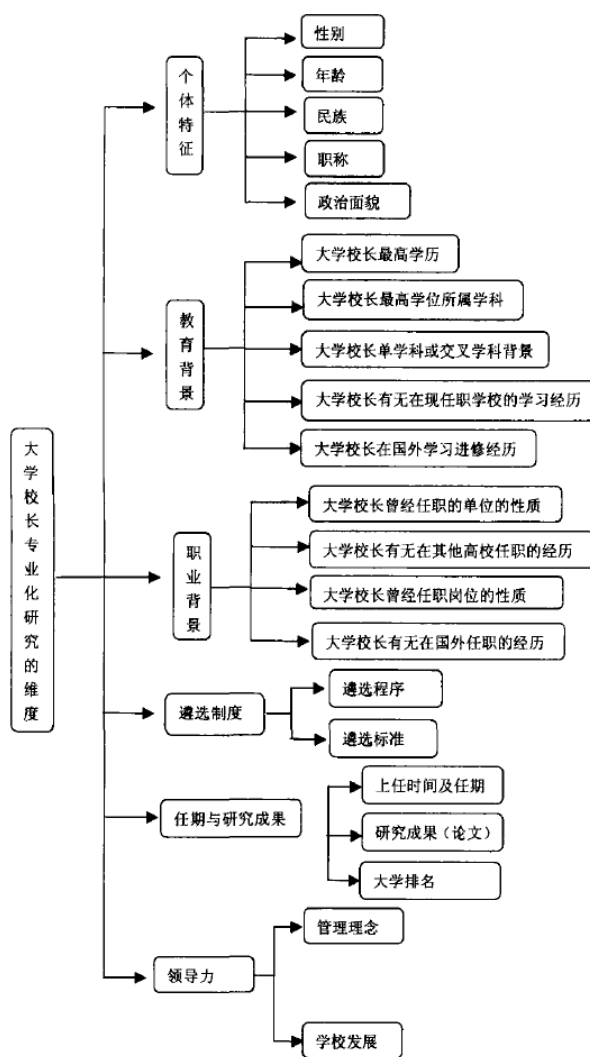 大学校长专业化研究的维度
个体特征
性别
年龄
民族
职称
政治面貌
教育背景
大学校长最高学历
大学校长最高学位所属学科
大学校长单学科或交叉学科背景
大学校长有无在现任职学校的学习经历
大学校长在国外学习进修经历
职业背景
大学校长曾经任职的单位的性质
大学校长有无在其他高校任职的经历
大学校长曾经任职岗位的性质
大学校长有无在国外任职的经历
遴选制度
遴选程序
遴选标准
任期与研究成果
上任时间及任期
研究成果（论文）
大学排名
领导力
管理理念
学校发展